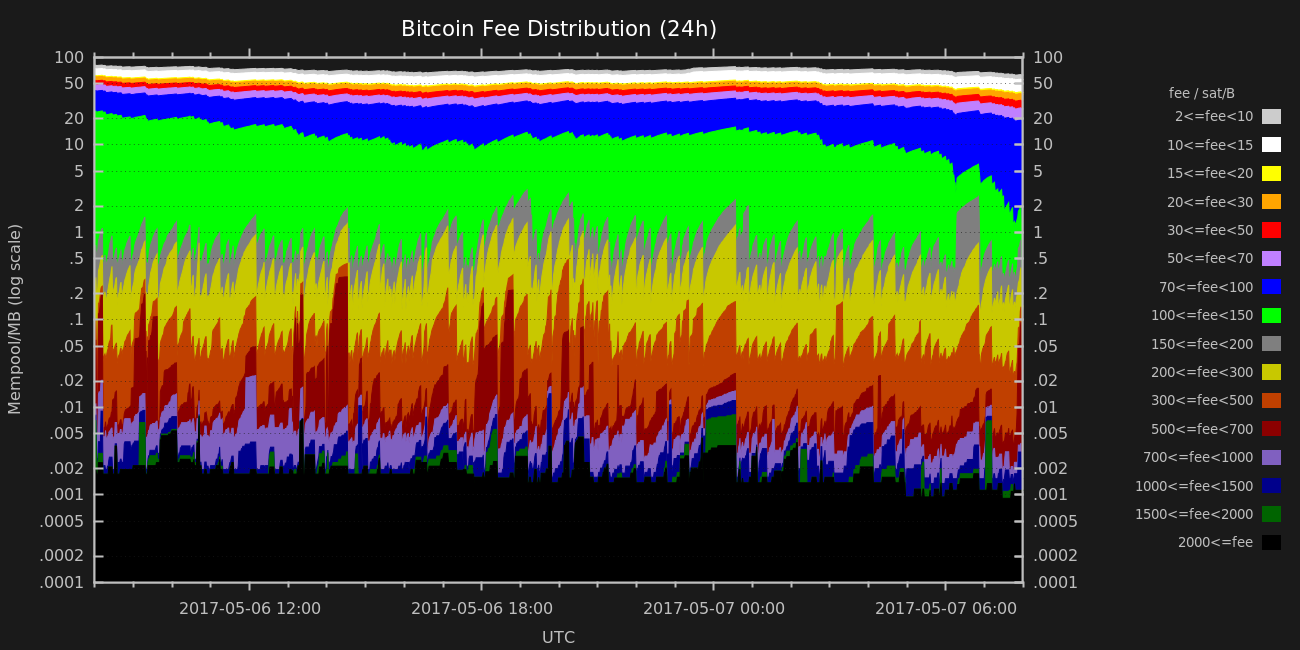 Bitcoin Fee Distribution (24h)
Mempool/MB (log scale)
100
50
20
10
5
2
1
.5
.2
.1
.05
.02
.01
.005
.002
.001
.0005
.0002
.0001
100
50
20
10
5
2
1
.5
.2
.1
.05
.02
.01
.005
.002
.001
.0005
.0002
.0001
2017-05-06 12:00
2017-05-06 18:00
2017-05-07 00:00
2017-05-07 06:00
UTC
fee / sat/B
2<=fee<10
10<=fee<15
15<=fee<20
20<=fee<30
30<=fee<50
50<=fee<70
70<=fee<100
100<=fee<150
150<=fee<200
200<=fee<300
300<=fee<500
500<=fee<700
700<=fee<1000
1000<=fee<1500
1500<=fee<2000
2000<=fee